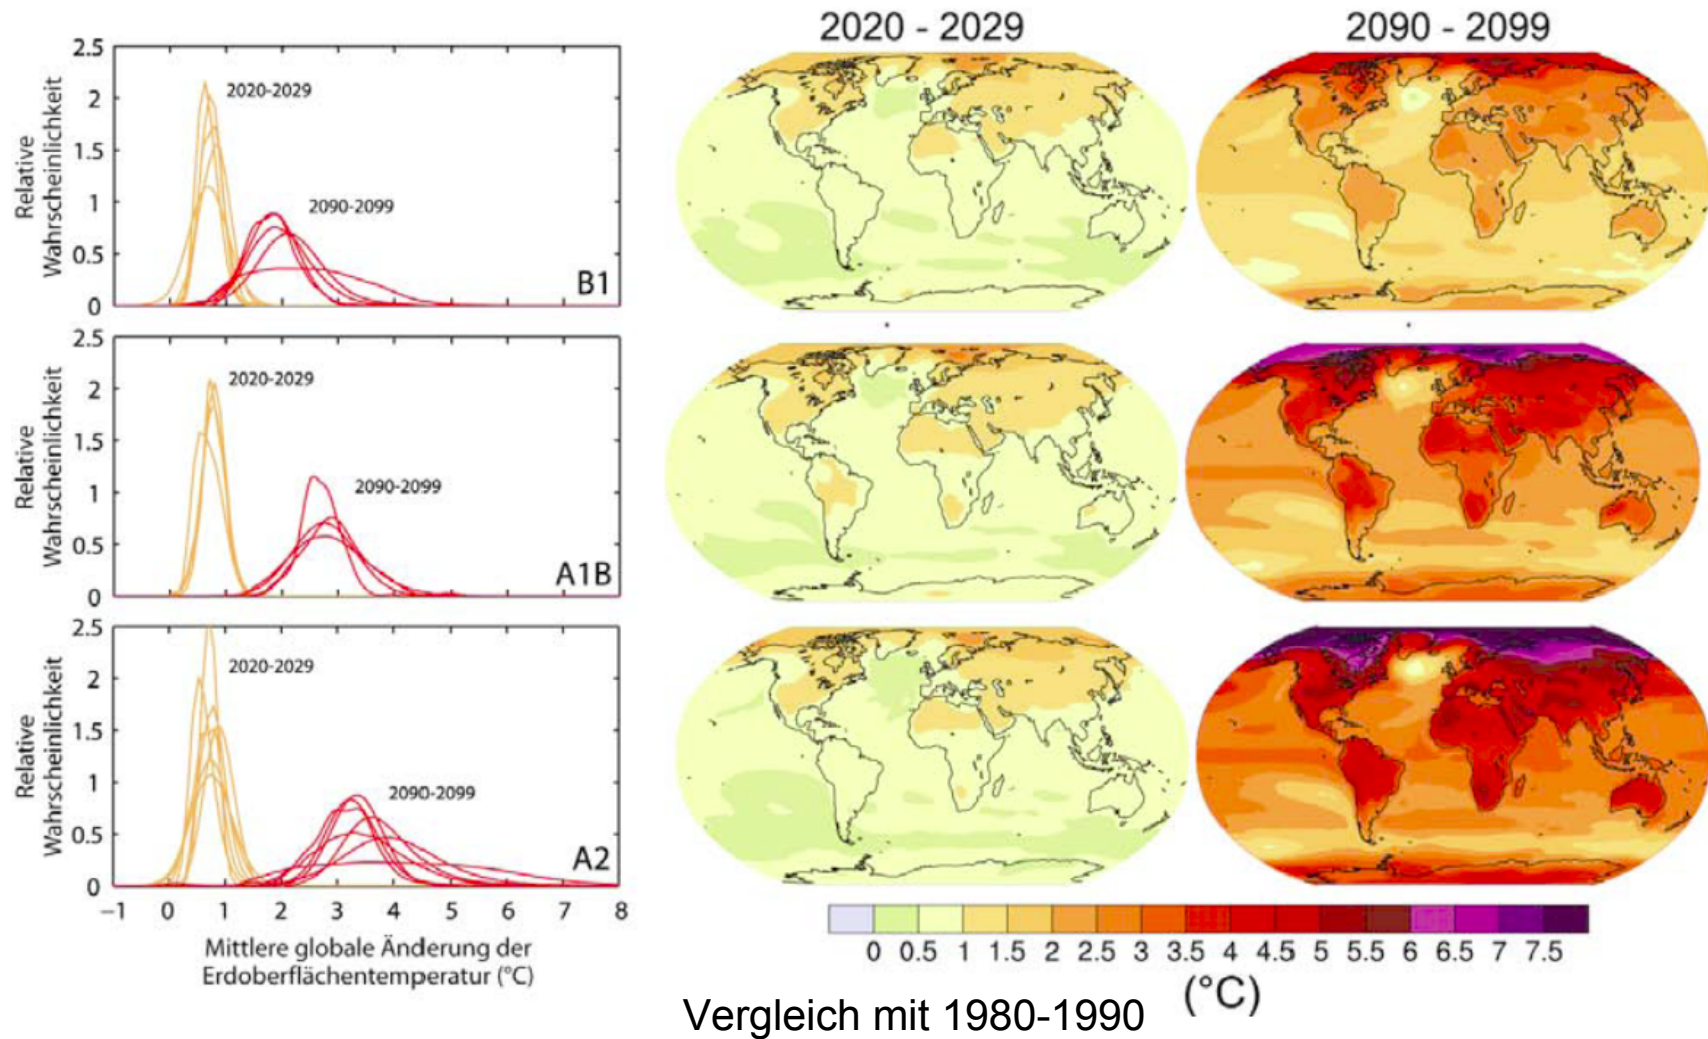 2020 - 2029
2090 - 2099
Relative
Wahrscheinlichkeit
2.5
2
1.5
1
0.5
0
2020-2029
2090-2099
B1
Relative
Wahrscheinlichkeit
2.5
2
1.5
1
0.5
0
2020-2029
2090-2099
A1B
Relative
Wahrscheinlichkeit
2.5
2
1.5
1
0.5
0
2020-2029
2090-2099
A2
−1 0 1 2 3 4 5 6 7 8
Mittlere globale Änderung der
Erdoberflächentemperatur (°C)
0 0.5 1 1.5 2 2.5 3 3.5 4 4.5 5 5.5 6 6.5 7 7.5
(°C)
Vergleich mit 1980-1990